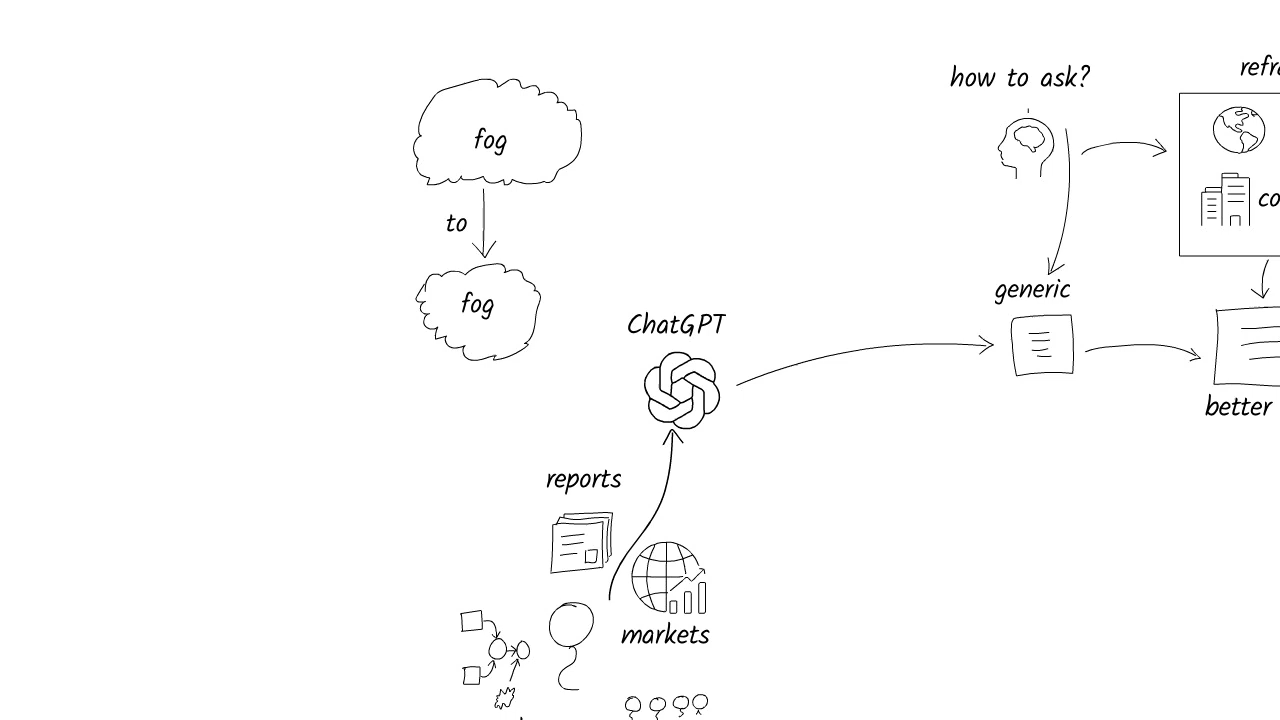 fog
to
fog
ChatGPT
reports
markets
how to ask?
generic
better